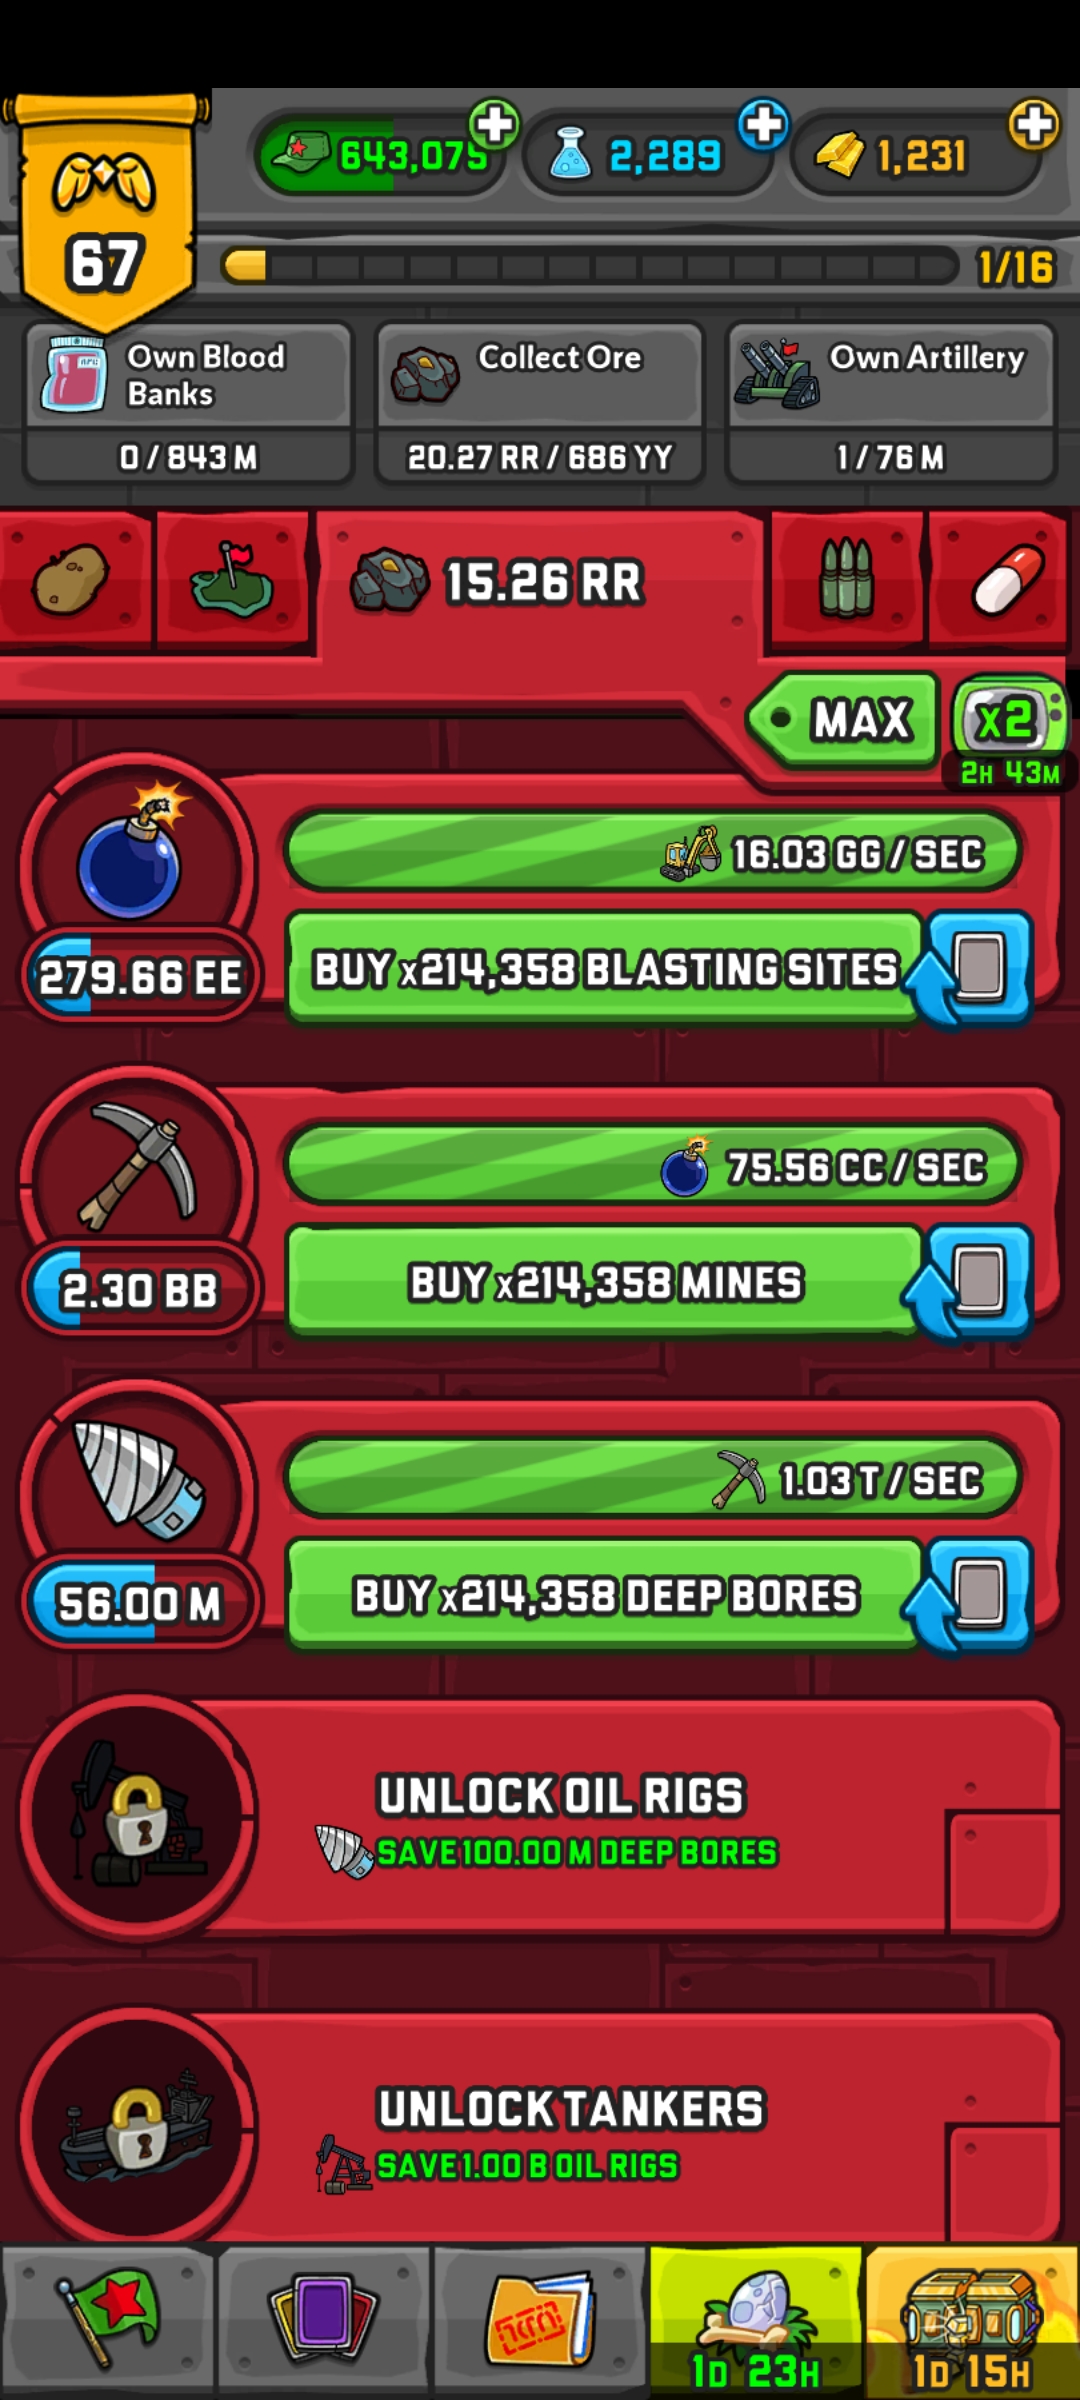 643,075
2,289
1,231
67
1/16
Own Blood
Banks
0 / 843 M
Collect Ore
20.27 RR / 686 YY
Own Artillery
1 / 76 M
15.26 RR
MAX
x2
2H 43M
16.03 GG / SEC
279.66 EE
BUY x214,358 BLASTING SITES
75.56 CC / SEC
2.30 BB
BUY x214,358 MINES
1.03 T / SEC
56.00 M
BUY x214,358 DEEP BORES
UNLOCK OIL RIGS
SAVE 100.00 M DEEP BORES
UNLOCK TANKERS
SAVE 1.00 B OIL RIGS
1D 23H
1D 15H